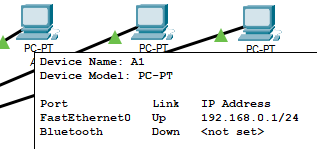 PC-PT PC-PT PC-PT
Device Name: A1
Device Model: PC-PT
Port Link IP Address
FastEthernet0 Up 192.168.0.1/24
Bluetooth Down <not set>